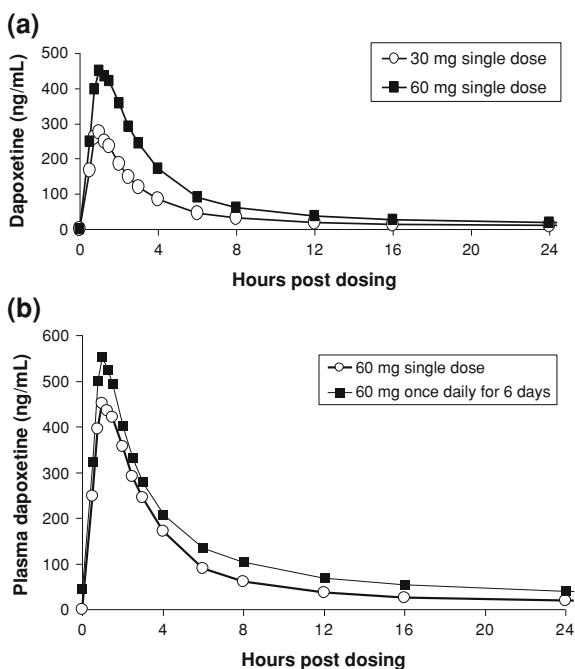 (a)
500
400
300
200
100
0
Dapoxetine (ng/mL)
30 mg single dose
60 mg single dose
0 4 8 12 16 20 24
Hours post dosing
(b)
600
500
400
300
200
100
0
Plasma dapoxetine (ng/mL)
60 mg single dose
60 mg once daily for 6 days
0 4 8 12 16 20 24
Hours post dosing